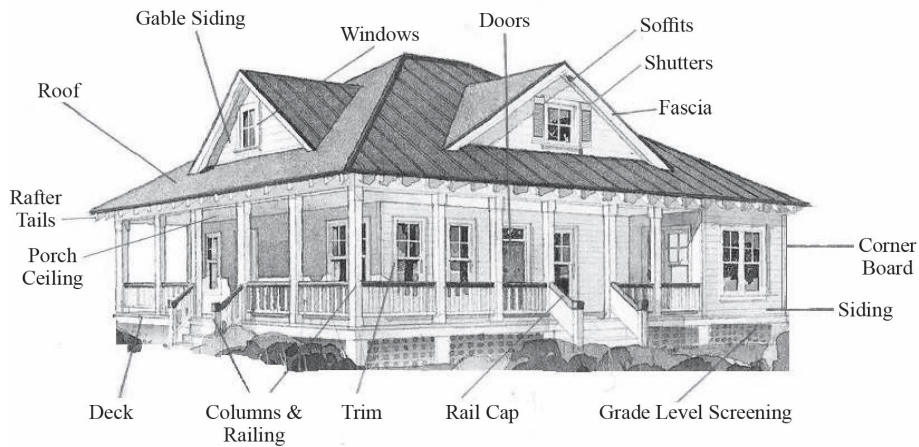 Gable Siding
Windows
Doors
Soffits
Shutters
Fascia
Roof
Rafter
Tails
Porch
Ceiling
Corner
Board
Siding
Deck
Columns &
Railing
Trim
Rail Cap
Grade Level Screening